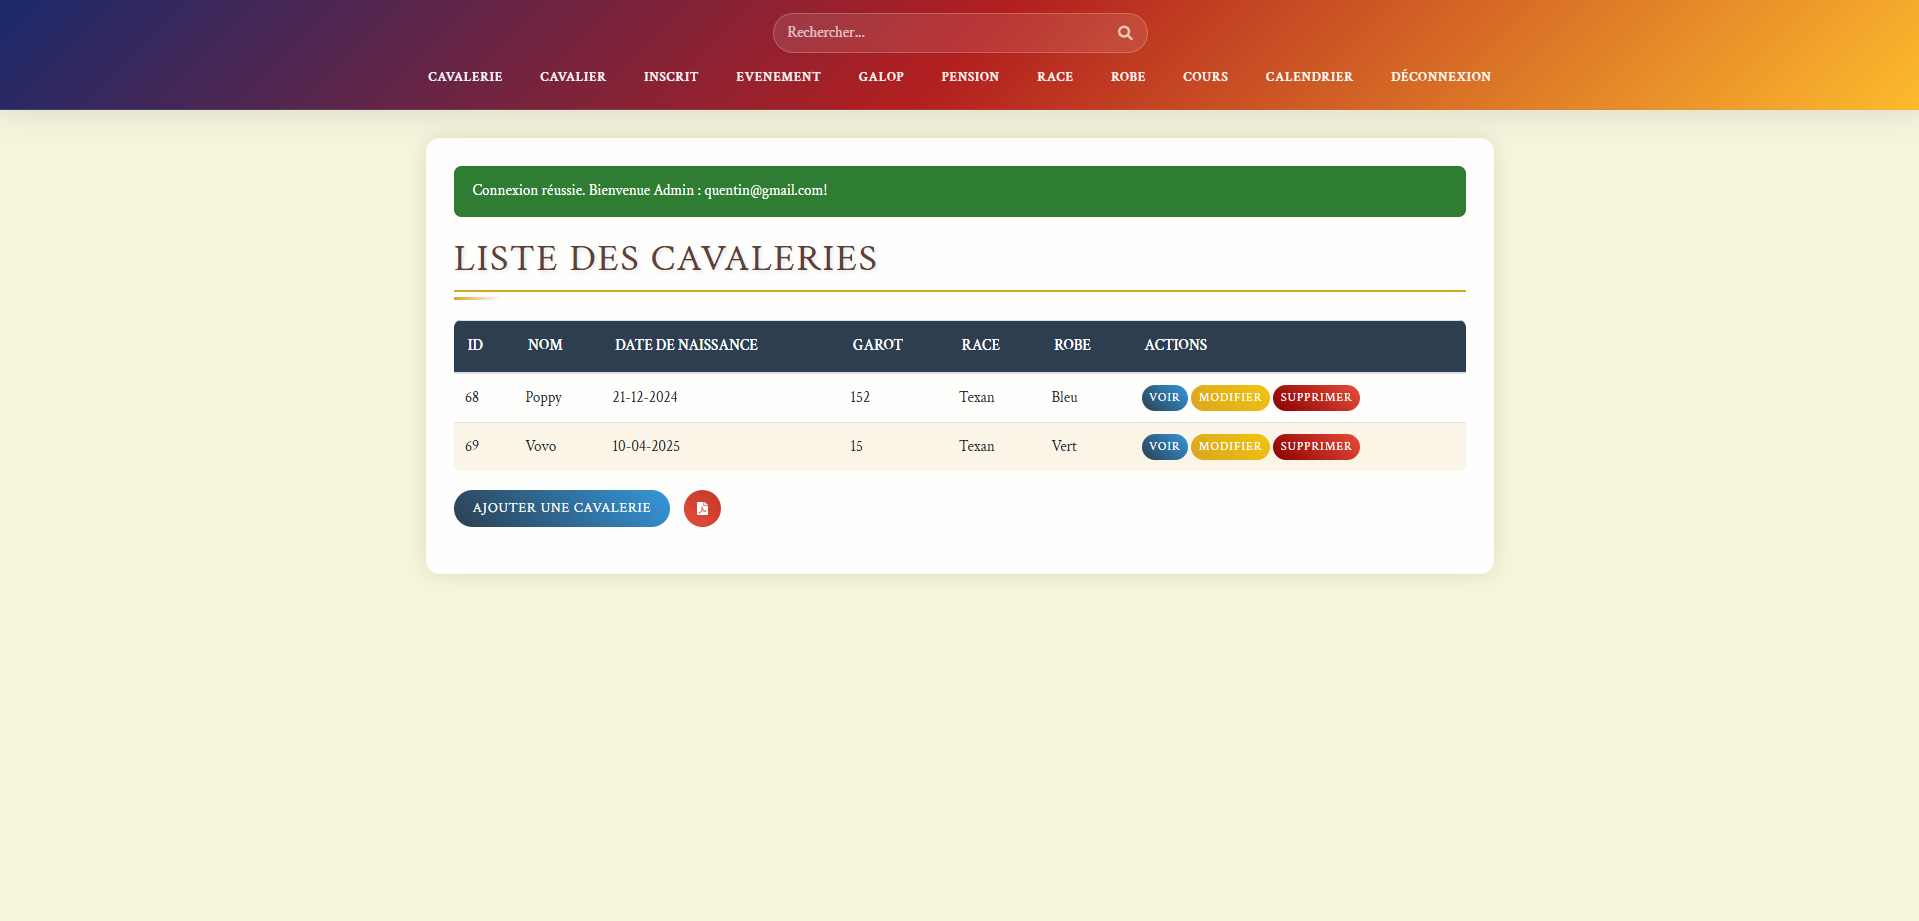 Rechercher...
CAVALERIE CAVALIER INSCRIT EVENEMENT GALOP PENSION RACE ROBE COURS CALENDRIER DÉCONNEXION
Connexion réussie. Bienvenue Admin : quentin@gmail.com!
LISTE DES CAVALERIES
ID NOM DATE DE NAISSANCE GAROT RACE ROBE ACTIONS
68 Poppy 21-12-2024 152 Texan Bleu VOIR MODIFIER SUPPRIMER
69 Vovo 10-04-2025 15 Texan Vert VOIR MODIFIER SUPPRIMER
AJOUTER UNE CAVALERIE